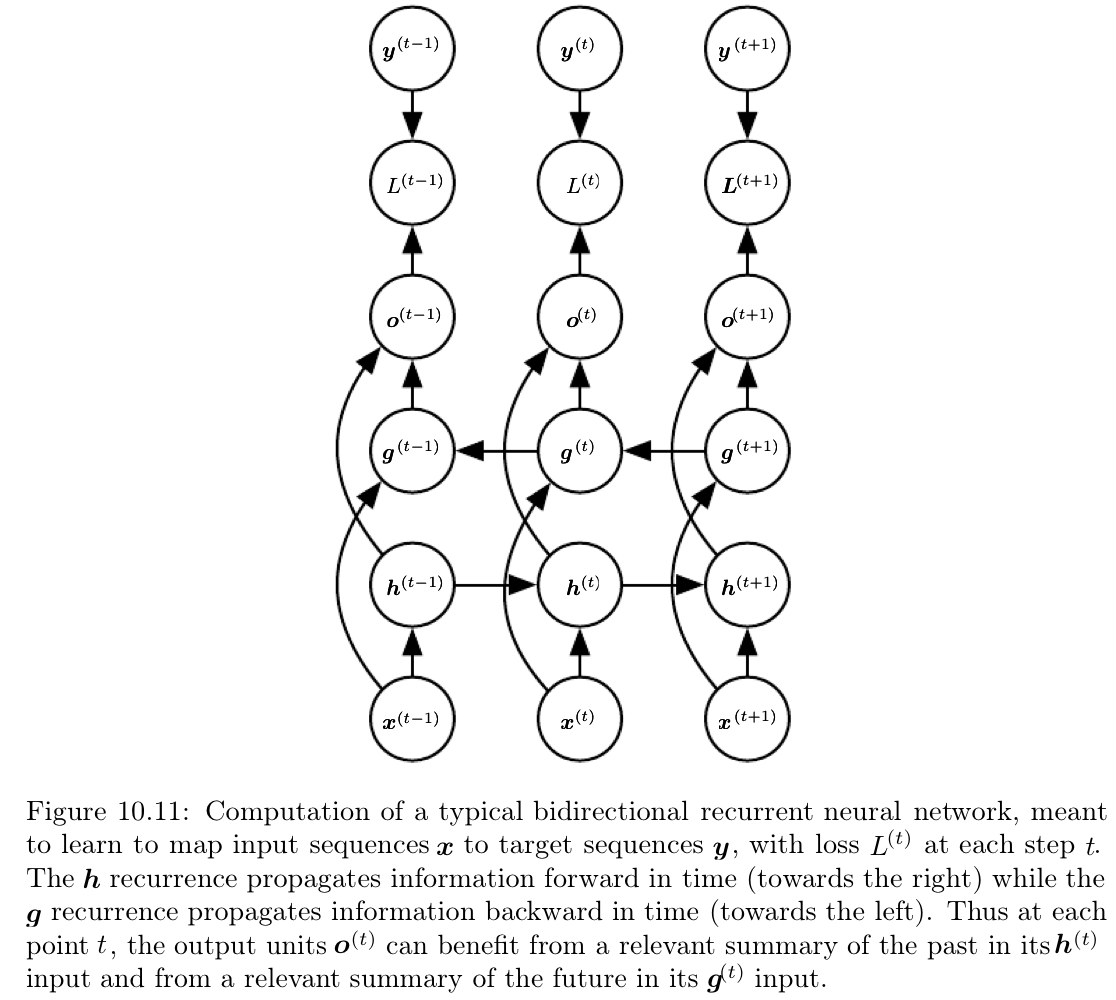 y(t−1) y(t) y(t+1)
L(t−1) L(t) L(t+1)
o(t−1) o(t) o(t+1)
g(t−1) g(t) g(t+1)
h(t−1) h(t) h(t+1)
x(t−1) x(t) x(t+1)
Figure 10.11: Computation of a typical bidirectional recurrent neural network, meant
to learn to map input sequences x to target sequences y, with loss L(t) at each step t.
The h recurrence propagates information forward in time (towards the right) while the
g recurrence propagates information backward in time (towards the left). Thus at each
point t, the output units o(t) can benefit from a relevant summary of the past in its h(t)
input and from a relevant summary of the future in its g(t) input.